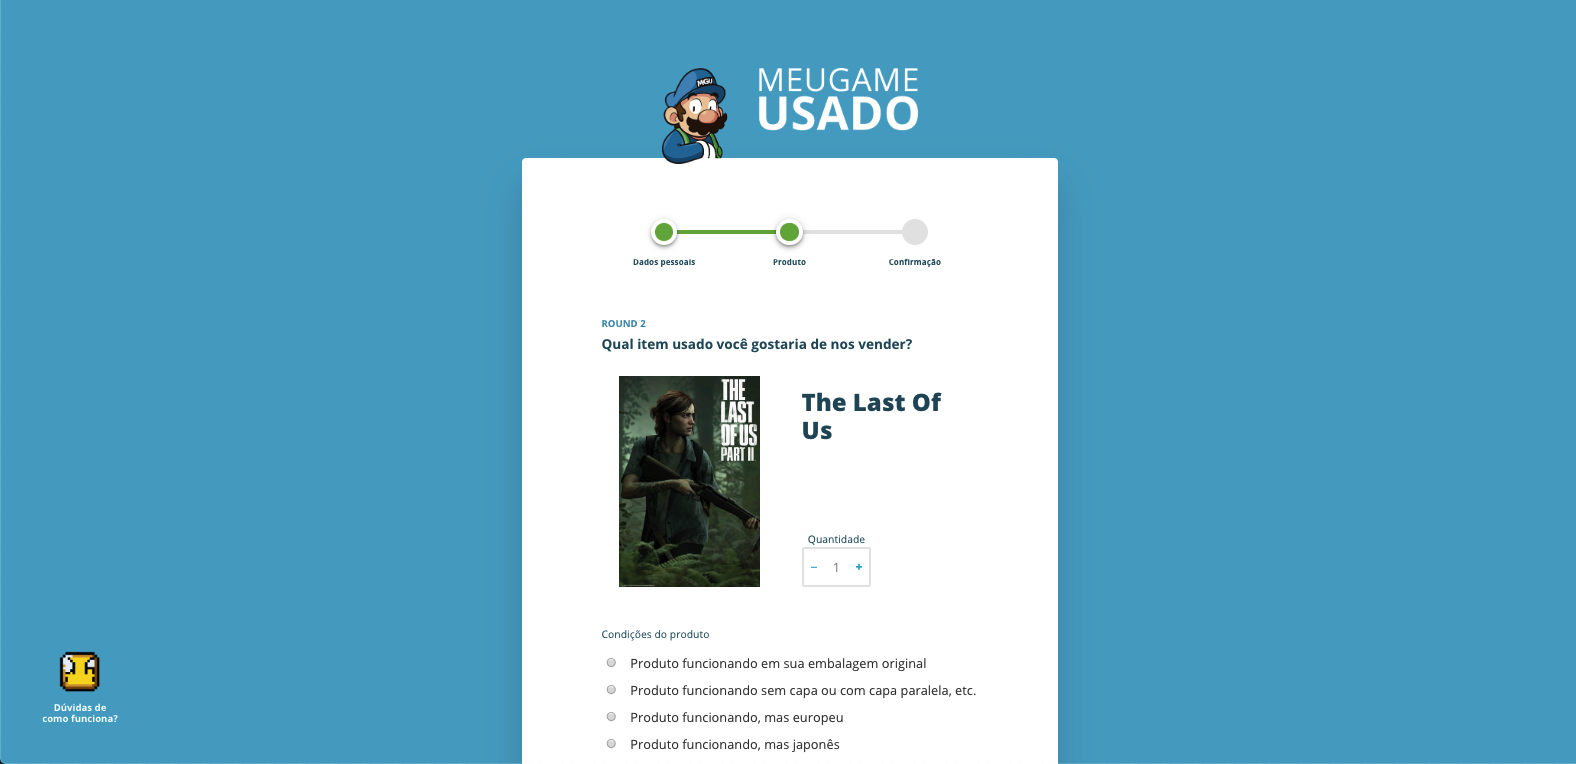 MGU
MEUGAME
USADO
Dados pessoais
Produto
Confirmação
ROUND 2
Qual item usado você gostaria de nos vender?
THE
LAST
OF US
PART II
The Last Of
Us
Quantidade
− 1 +
Condições do produto
Produto funcionando em sua embalagem original
Produto funcionando sem capa ou com capa paralela, etc.
Produto funcionando, mas europeu
Produto funcionando, mas japonês
Dúvidas de
como funciona?